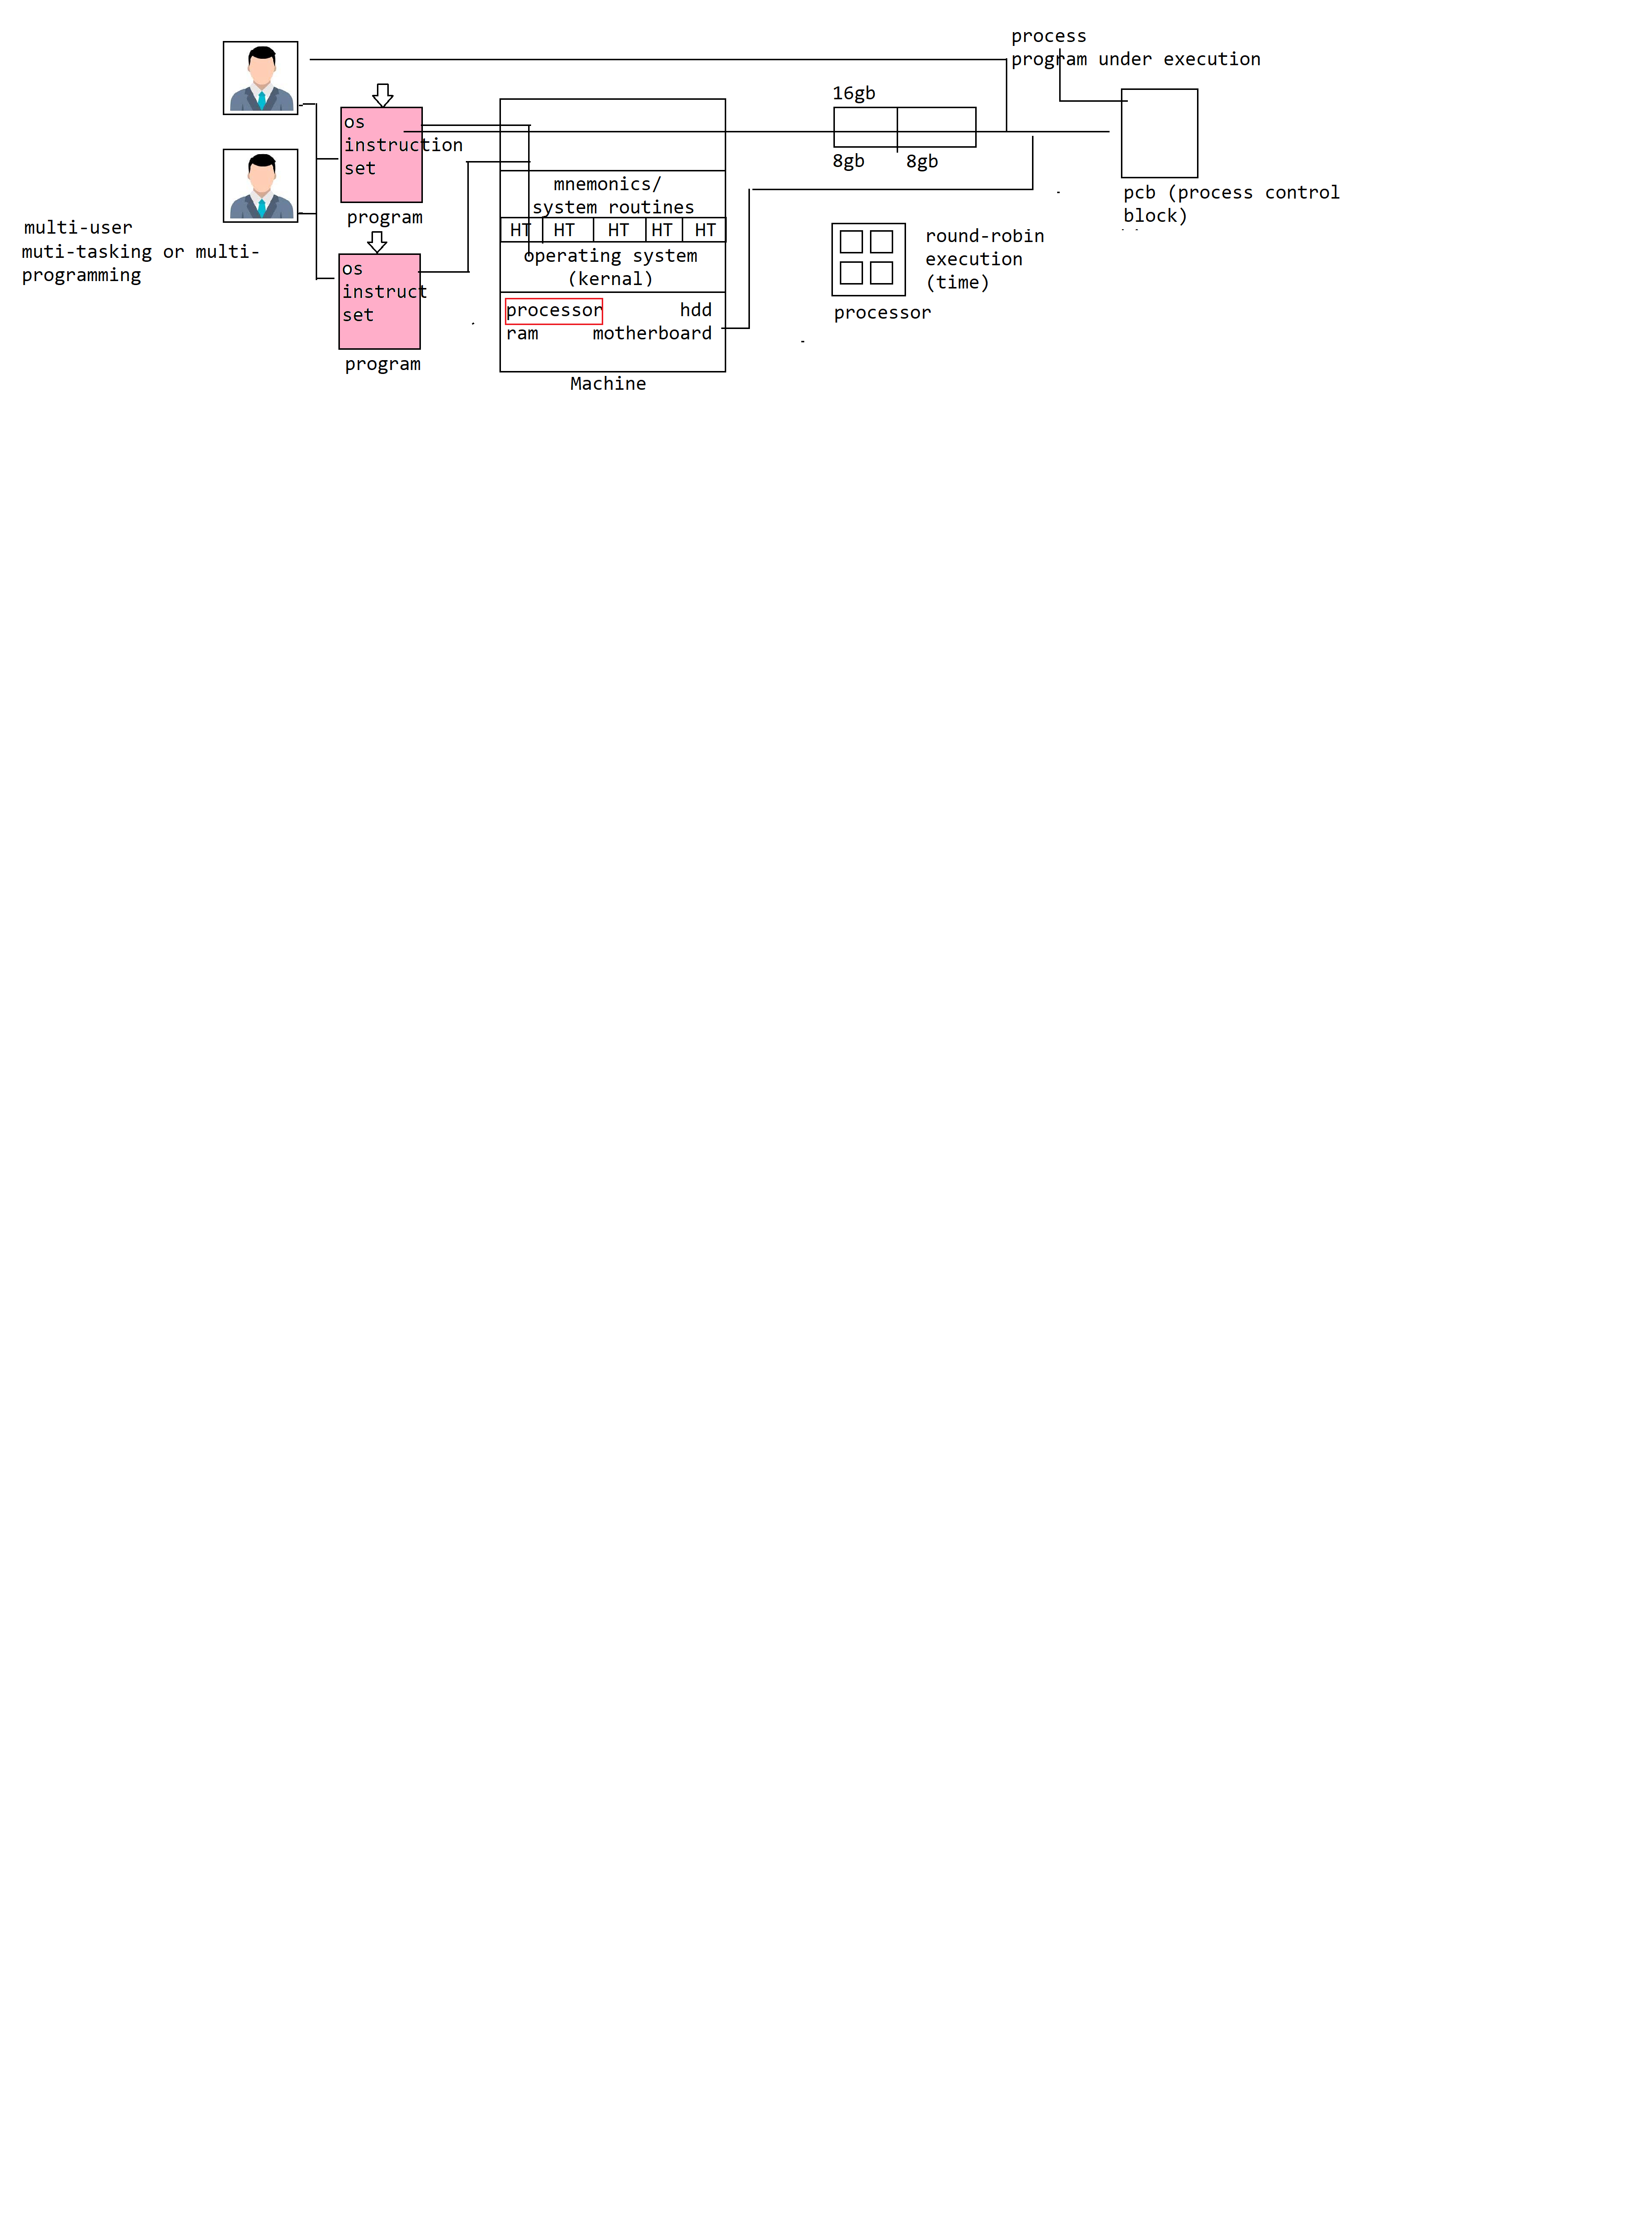 process
program under execution
16gb
os
instruction
set
8gb
8gb
mnemonics/
system routines
pcb (process control
block)
program
multi-user
muti-tasking or multi-
programming
HT HT HT HT HT
round-robin
execution
(time)
operating system
(kernal)
os
instruct
set
processor hdd
ram motherboard
processor
program
Machine